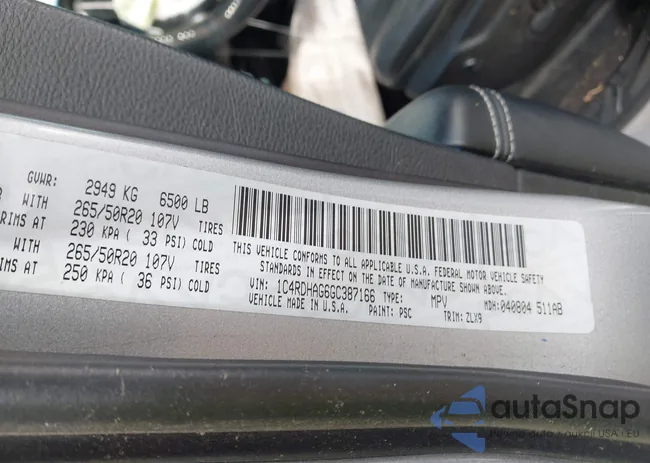 GVWR: 2949 KG 6500 LB
WITH 265/50R20 107V TIRES
RIMS AT 230 KPA ( 33 PSI) COLD
WITH 265/50R20 107V TIRES
RIMS AT 250 KPA ( 36 PSI) COLD
THIS VEHICLE CONFORMS TO ALL APPLICABLE U.S.A. FEDERAL MOTOR VEHICLE SAFETY
STANDARDS IN EFFECT ON THE DATE OF MANUFACTURE SHOWN ABOVE.
VIN: 1C4RDHAG6GC387166 TYPE: MPV MDH: 040804 511AB
VEHICLE MADE IN U.S.A. PAINT: PSC TRIM: ZLX9
autoSnap